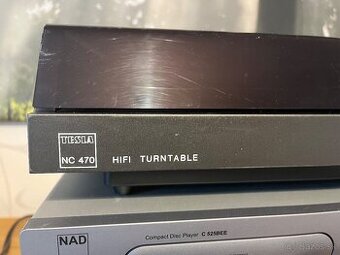 TESLA
NC 470 HIFI TURNTABLE
NAD Compact Disc Player C 525BEE